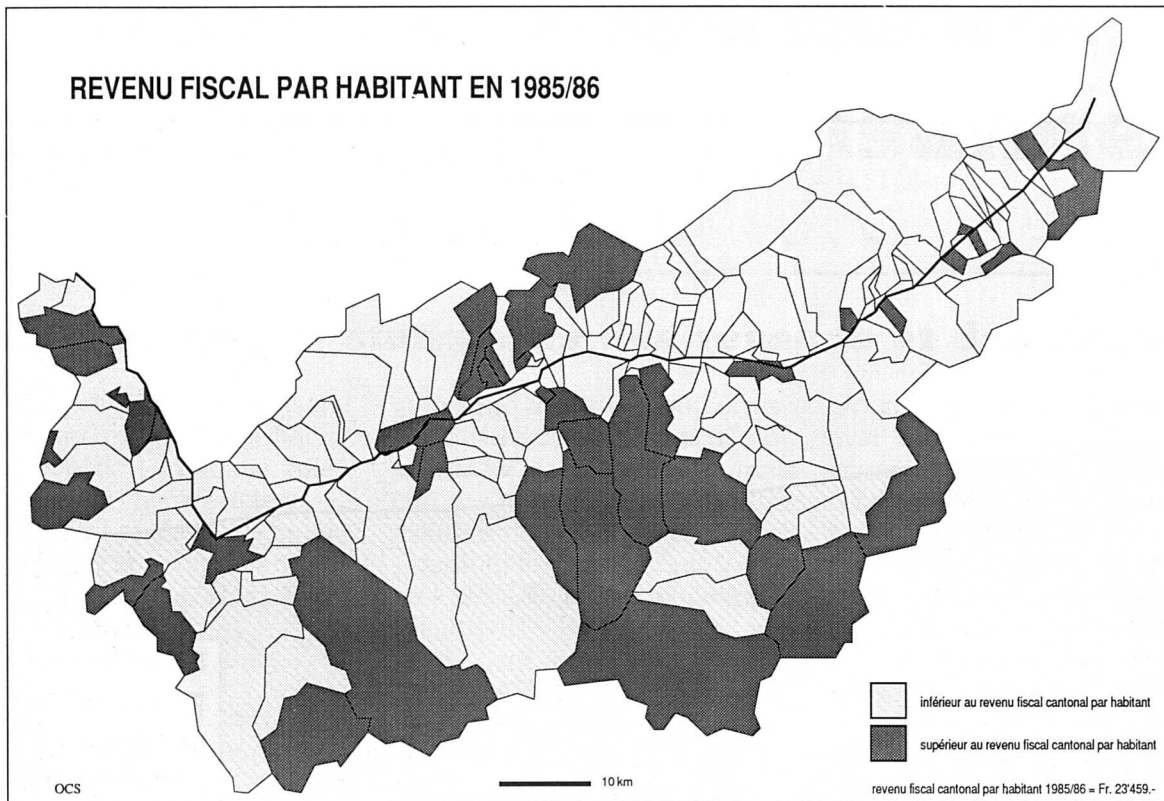 REVENU FISCAL PAR HABITANT EN 1985/86
inférieur au revenu fiscal cantonal par habitant
supérieur au revenu fiscal cantonal par habitant
OCS
10 km
revenu fiscal cantonal par habitant 1985/86 = Fr. 23'459.-